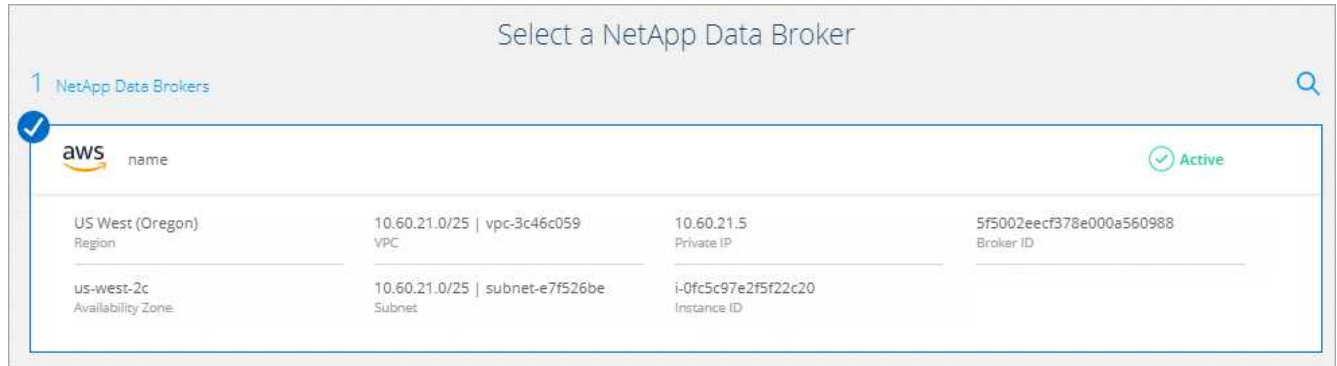 Select a NetApp Data Broker
1 NetApp Data Brokers
aws name
Active
US West (Oregon)
Region
10.60.21.0/25 | vpc-3c46c059
VPC
10.60.21.5
Private IP
5f5002eecf378e000a560988
Broker ID
us-west-2c
Availability Zone
10.60.21.0/25 | subnet-e7f526be
Subnet
i-0fc5c97e2f5f22c20
Instance ID